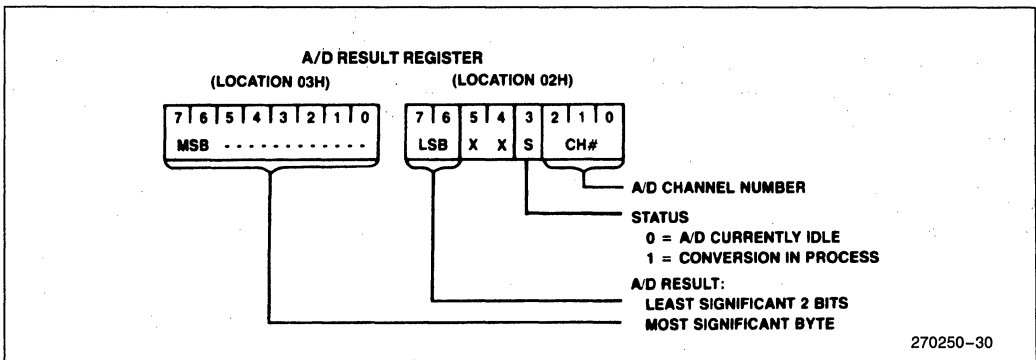 A/D RESULT REGISTER
(LOCATION 03H) (LOCATION 02H)
7 6 5 4 3 2 1 0 7 6 5 4 3 2 1 0
MSB - - - - - - - - - - - - LSB X X S CH#
A/D CHANNEL NUMBER
STATUS
0 = A/D CURRENTLY IDLE
1 = CONVERSION IN PROCESS
A/D RESULT:
LEAST SIGNIFICANT 2 BITS
MOST SIGNIFICANT BYTE
270250-30